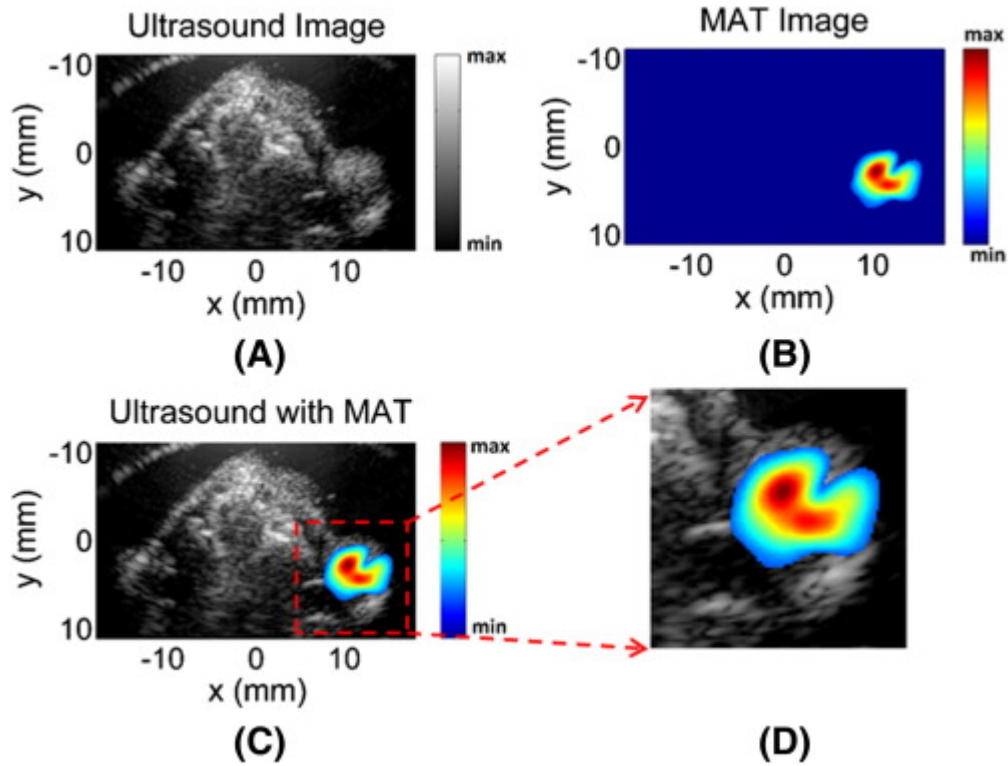 Ultrasound Image
-10
0
10
y (mm)
-10 0 10
x (mm)
max
min
(A)
MAT Image
-10
0
10
y (mm)
-10 0 10
x (mm)
max
min
(B)
Ultrasound with MAT
-10
0
10
y (mm)
-10 0 10
x (mm)
max
min
(C)
(D)